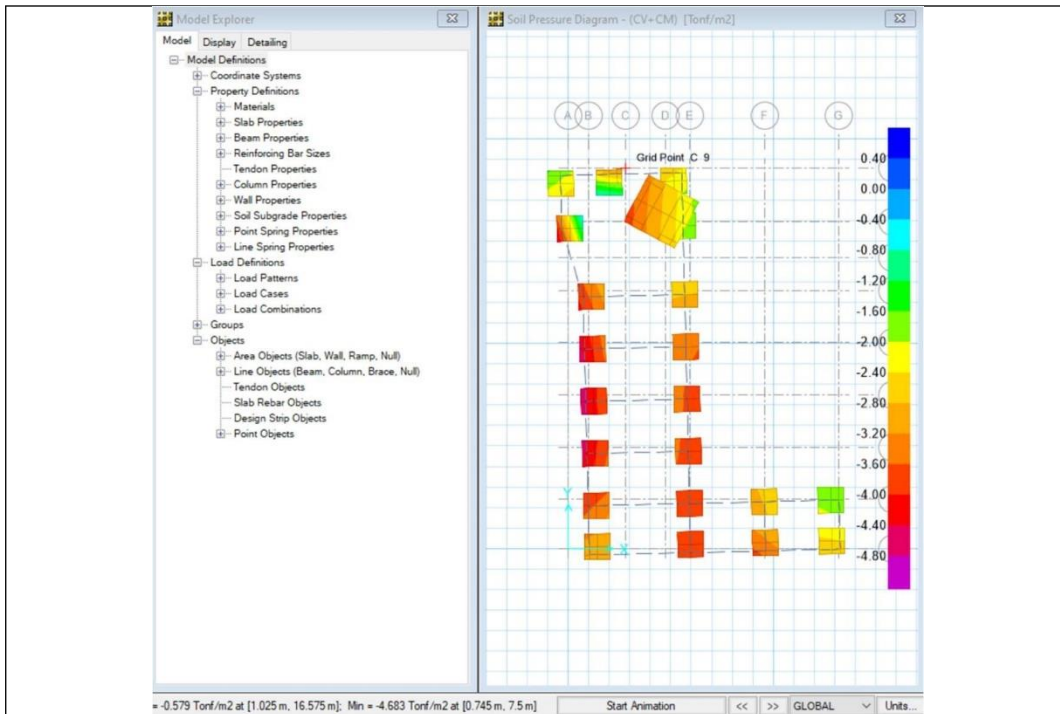 Model Explorer
Model Display Detailing
Model Definitions
Coordinate Systems
Property Definitions
Materials
Slab Properties
Beam Properties
Reinforcing Bar Sizes
Tendon Properties
Column Properties
Wall Properties
Soil Subgrade Properties
Point Spring Properties
Line Spring Properties
Load Definitions
Load Patterns
Load Cases
Load Combinations
Groups
Objects
Area Objects (Slab, Wall, Ramp, Null)
Line Objects (Beam, Column, Brace, Null)
Tendon Objects
Slab Rebar Objects
Design Strip Objects
Point Objects
Soil Pressure Diagram - (CV+CM) [Tonf/m2]
A B C D E F G
Grid Point C 9
0.40
0.00
-0.40
-0.80
-1.20
-1.60
-2.00
-2.40
-2.80
-3.20
-3.60
-4.00
-4.40
-4.80
Y
X
= -0.579 Tonf/m2 at [1.025 m, 16.575 m]; Min = -4.683 Tonf/m2 at [0.745 m, 7.5 m] Start Animation << >> GLOBAL Units...